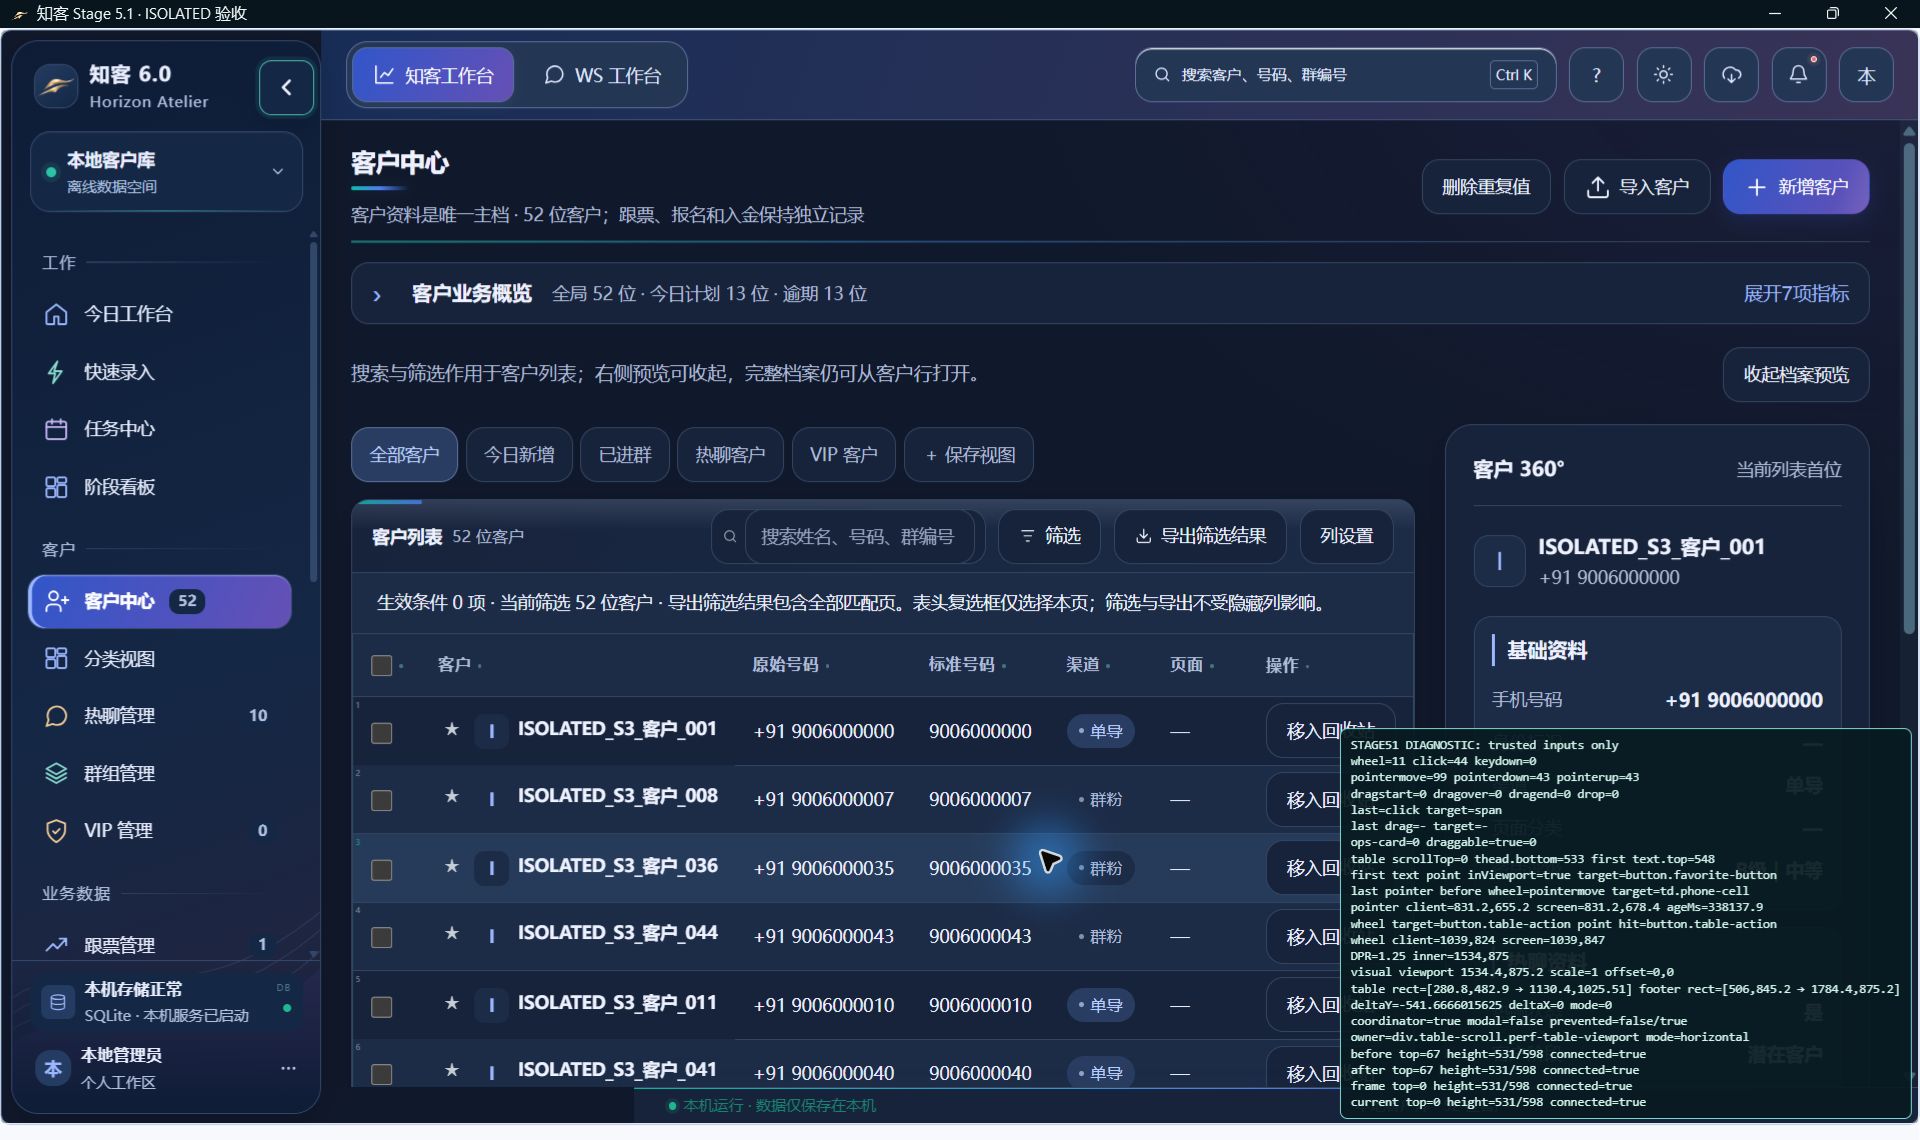 知客 Stage 5.1 · ISOLATED 验收
知客 6.0
Horizon Atelier
本地客户库
离线数据空间
工作
今日工作台
快速录入
任务中心
阶段看板
客户
客户中心 52
分类视图
热聊管理 10
群组管理
VIP 管理 0
业务数据
跟票管理 1
本机存储正常 DB
SQLite · 本机服务已启动
本 本地管理员
个人工作区
知客工作台 WS 工作台
搜索客户、号码、群编号 Ctrl K ? 本
客户中心
客户资料是唯一主档 · 52 位客户；跟票、报名和入金保持独立记录
删除重复值 导入客户 新增客户
客户业务概览 全局 52 位 · 今日计划 13 位 · 逾期 13 位 展开7项指标
搜索与筛选作用于客户列表；右侧预览可收起，完整档案仍可从客户行打开。 收起档案预览
全部客户 今日新增 已进群 热聊客户 VIP 客户 + 保存视图
客户列表 52 位客户 搜索姓名、号码、群编号 筛选 导出筛选结果 列设置
生效条件 0 项 · 当前筛选 52 位客户 · 导出筛选结果包含全部匹配页。表头复选框仅选择本页；筛选与导出不受隐藏列影响。
客户 原始号码 标准号码 渠道 页面 操作
1 ★ I ISOLATED_S3_客户_001 +91 9006000000 9006000000 • 单导 — 移入回收站
2 ★ I ISOLATED_S3_客户_008 +91 9006000007 9006000007 • 群粉 — 移入回
3 ★ I ISOLATED_S3_客户_036 +91 9006000035 9006000035 • 群粉 — 移入回
4 ★ I ISOLATED_S3_客户_044 +91 9006000043 9006000043 • 群粉 — 移入回
5 ★ I ISOLATED_S3_客户_011 +91 9006000010 9006000010 • 单导 — 移入回
6 ★ I ISOLATED_S3_客户_041 +91 9006000040 9006000040 • 单导 — 移入回
本机运行 · 数据仅保存在本机
客户 360° 当前列表首位
I ISOLATED_S3_客户_001
+91 9006000000
基础资料
手机号码 +91 9006000000
STAGE51 DIAGNOSTIC: trusted inputs only
wheel=11 click=44 keydown=0
pointermove=99 pointerdown=43 pointerup=43
dragstart=0 dragover=0 dragend=0 drop=0
last=click target=span
last drag=- target=-
ops-card=0 draggable=true=0
table scrollTop=0 thead.bottom=533 first text.top=548
first text point inViewport=true target=button.favorite-button
last pointer before wheel=pointermove target=td.phone-cell
pointer client=831.2,655.2 screen=831.2,678.4 ageMs=338137.9
wheel target=button.table-action point hit=button.table-action
wheel client=1039,824 screen=1039,847
DPR=1.25 inner=1534,875
visual viewport 1534.4,875.2 scale=1 offset=0,0
table rect=[280.8,482.9 → 1130.4,1025.51] footer rect=[506,845.2 → 1784.4,875.2]
deltaY=-541.6666015625 deltaX=0 mode=0
coordinator=true modal=false prevented=false/true
owner=div.table-scroll.perf-table-viewport mode=horizontal
before top=67 height=531/598 connected=true
after top=67 height=531/598 connected=true
frame top=0 height=531/598 connected=true
current top=0 height=531/598 connected=true
单导
页面分类
中等
热聊资料
是
潜在客户